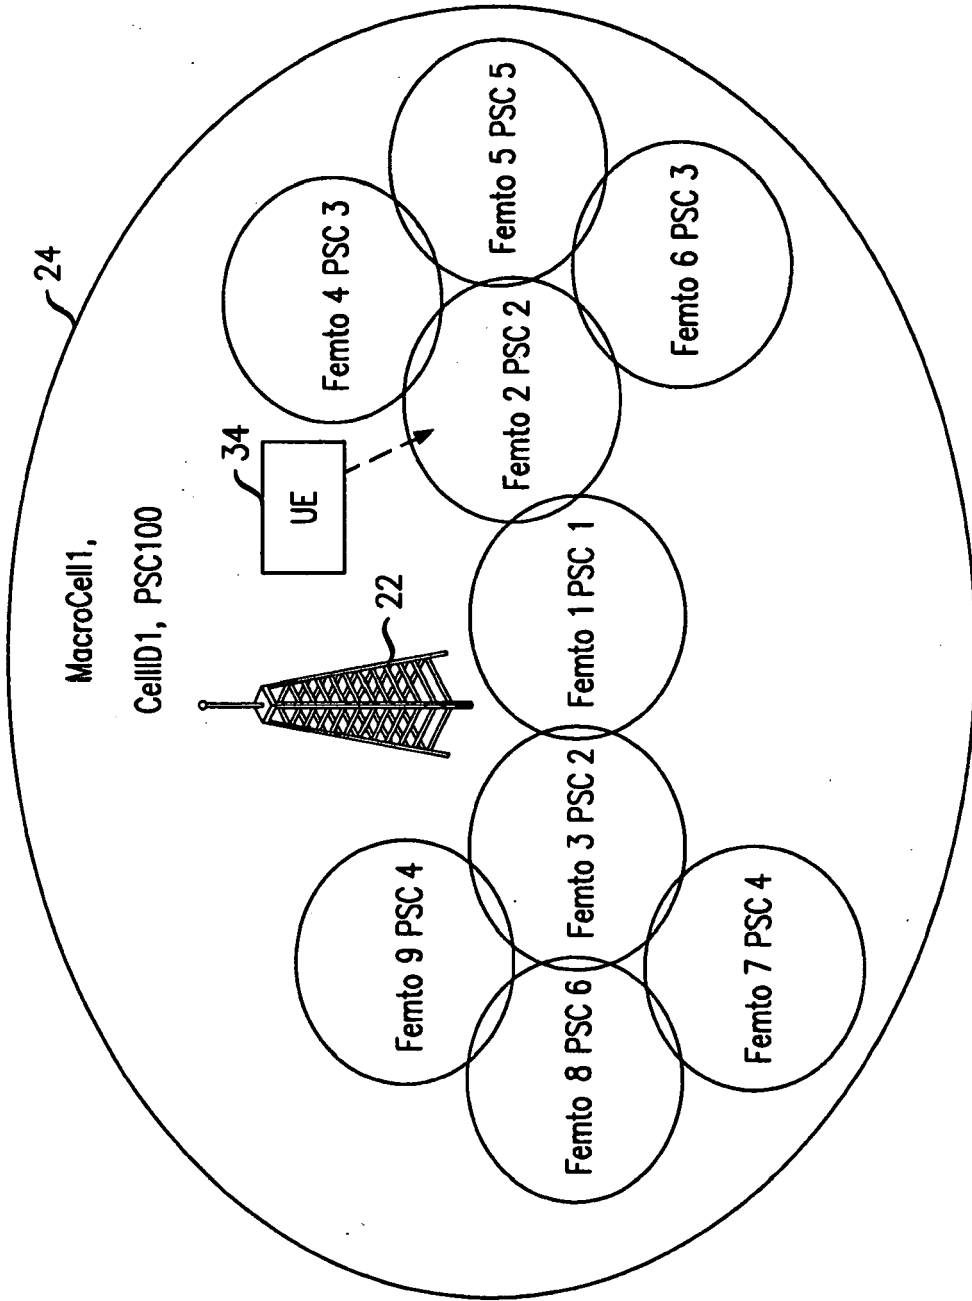 24
MacroCell1,
CellID1, PSC100
34
UE
22
Femto 4 PSC 3
Femto 5 PSC 5
Femto 9 PSC 4
Femto 2 PSC 2
Femto 8 PSC 6
Femto 3 PSC 2
Femto 1 PSC 1
Femto 6 PSC 3
Femto 7 PSC 4